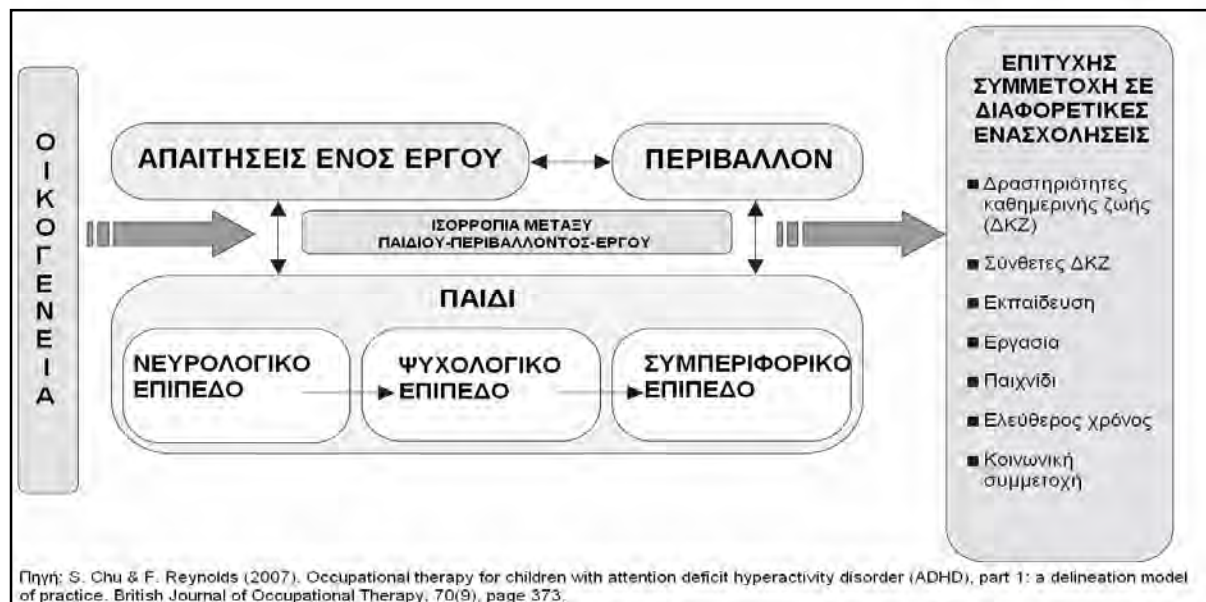 ΟΙΚΟΓΕΝΕΙΑ
ΑΠΑΙΤΗΣΕΙΣ ΕΝΟΣ ΕΡΓΟΥ
ΠΕΡΙΒΑΛΛΟΝ
ΙΣΟΡΡΟΠΙΑ ΜΕΤΑΞΥ
ΠΑΙΔΙΟΥ-ΠΕΡΙΒΑΛΛΟΝΤΟΣ-ΕΡΓΟΥ
ΠΑΙΔΙ
ΝΕΥΡΟΛΟΓΙΚΟ
ΕΠΙΠΕΔΟ
ΨΥΧΟΛΟΓΙΚΟ
ΕΠΙΠΕΔΟ
ΣΥΜΠΕΡΙΦΟΡΙΚΟ
ΕΠΙΠΕΔΟ
ΕΠΙΤΥΧΗΣ
ΣΥΜΜΕΤΟΧΗ ΣΕ
ΔΙΑΦΟΡΕΤΙΚΕΣ
ΕΝΑΣΧΟΛΗΣΕΙΣ
■ Δραστηριότητες
καθημερινής ζωής
(ΔΚΖ)
■ Σύνθετες ΔΚΖ
■ Εκπαίδευση
■ Εργασία
■ Παιχνίδι
■ Ελεύθερος χρόνος
■ Κοινωνική
συμμετοχή
Πηγή: S. Chu & F. Reynolds (2007). Occupational therapy for children with attention deficit hyperactivity disorder (ADHD), part 1: a delineation model
of practice. British Journal of Occupational Therapy, 70(9), page 373.